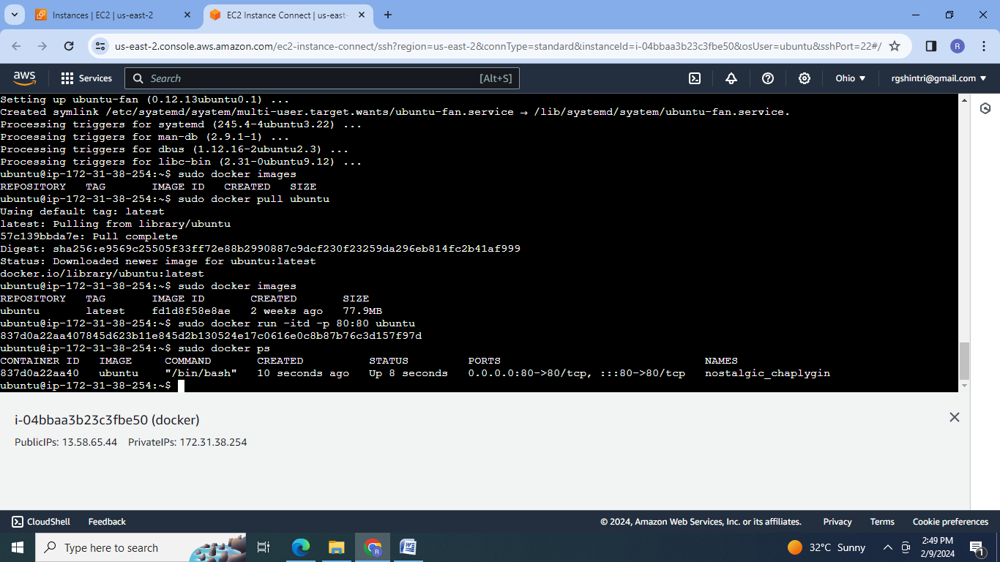 Instances | EC2 | us-east-2
EC2 Instance Connect | us-east-
us-east-2.console.aws.amazon.com/ec2-instance-connect/ssh?region=us-east-2&connType=standard&instanceId=i-04bbaa3b23c3fbe50&osUser=ubuntu&sshPort=22#/
R
aws
Services
Search
[Alt+S]
Ohio
rgshintri@gmail.com
Setting up ubuntu-fan (0.12.13ubuntu0.1) ...
Created symlink /etc/systemd/system/multi-user.target.wants/ubuntu-fan.service → /lib/systemd/system/ubuntu-fan.service.
Processing triggers for systemd (245.4-4ubuntu3.22) ...
Processing triggers for man-db (2.9.1-1) ...
Processing triggers for dbus (1.12.16-2ubuntu2.3) ...
Processing triggers for libc-bin (2.31-0ubuntu9.12) ...
ubuntu@ip-172-31-38-254:~$ sudo docker images
REPOSITORY   TAG       IMAGE ID   CREATED   SIZE
ubuntu@ip-172-31-38-254:~$ sudo docker pull ubuntu
Using default tag: latest
latest: Pulling from library/ubuntu
57c139bbda7e: Pull complete
Digest: sha256:e9569c25505f33ff72e88b2990887c9dcf230f23259da296eb814fc2b41af999
Status: Downloaded newer image for ubuntu:latest
docker.io/library/ubuntu:latest
ubuntu@ip-172-31-38-254:~$ sudo docker images
REPOSITORY   TAG       IMAGE ID       CREATED       SIZE
ubuntu       latest    fd1d8f58e8ae   2 weeks ago   77.9MB
ubuntu@ip-172-31-38-254:~$ sudo docker run -itd -p 80:80 ubuntu
837d0a22aa407845d623b11e845d2b130524e17c0616e0c8b87b76c3d157f97d
ubuntu@ip-172-31-38-254:~$ sudo docker ps
CONTAINER ID   IMAGE     COMMAND       CREATED          STATUS         PORTS                               NAMES
837d0a22aa40   ubuntu    "/bin/bash"   10 seconds ago   Up 8 seconds   0.0.0.0:80->80/tcp, :::80->80/tcp   nostalgic_chaplygin
ubuntu@ip-172-31-38-254:~$
i-04bbaa3b23c3fbe50 (docker)
PublicIPs: 13.58.65.44 PrivateIPs: 172.31.38.254
CloudShell
Feedback
© 2024, Amazon Web Services, Inc. or its affiliates.
Privacy
Terms
Cookie preferences
Type here to search
R
W
32°C Sunny
2:49 PM
2/9/2024
1